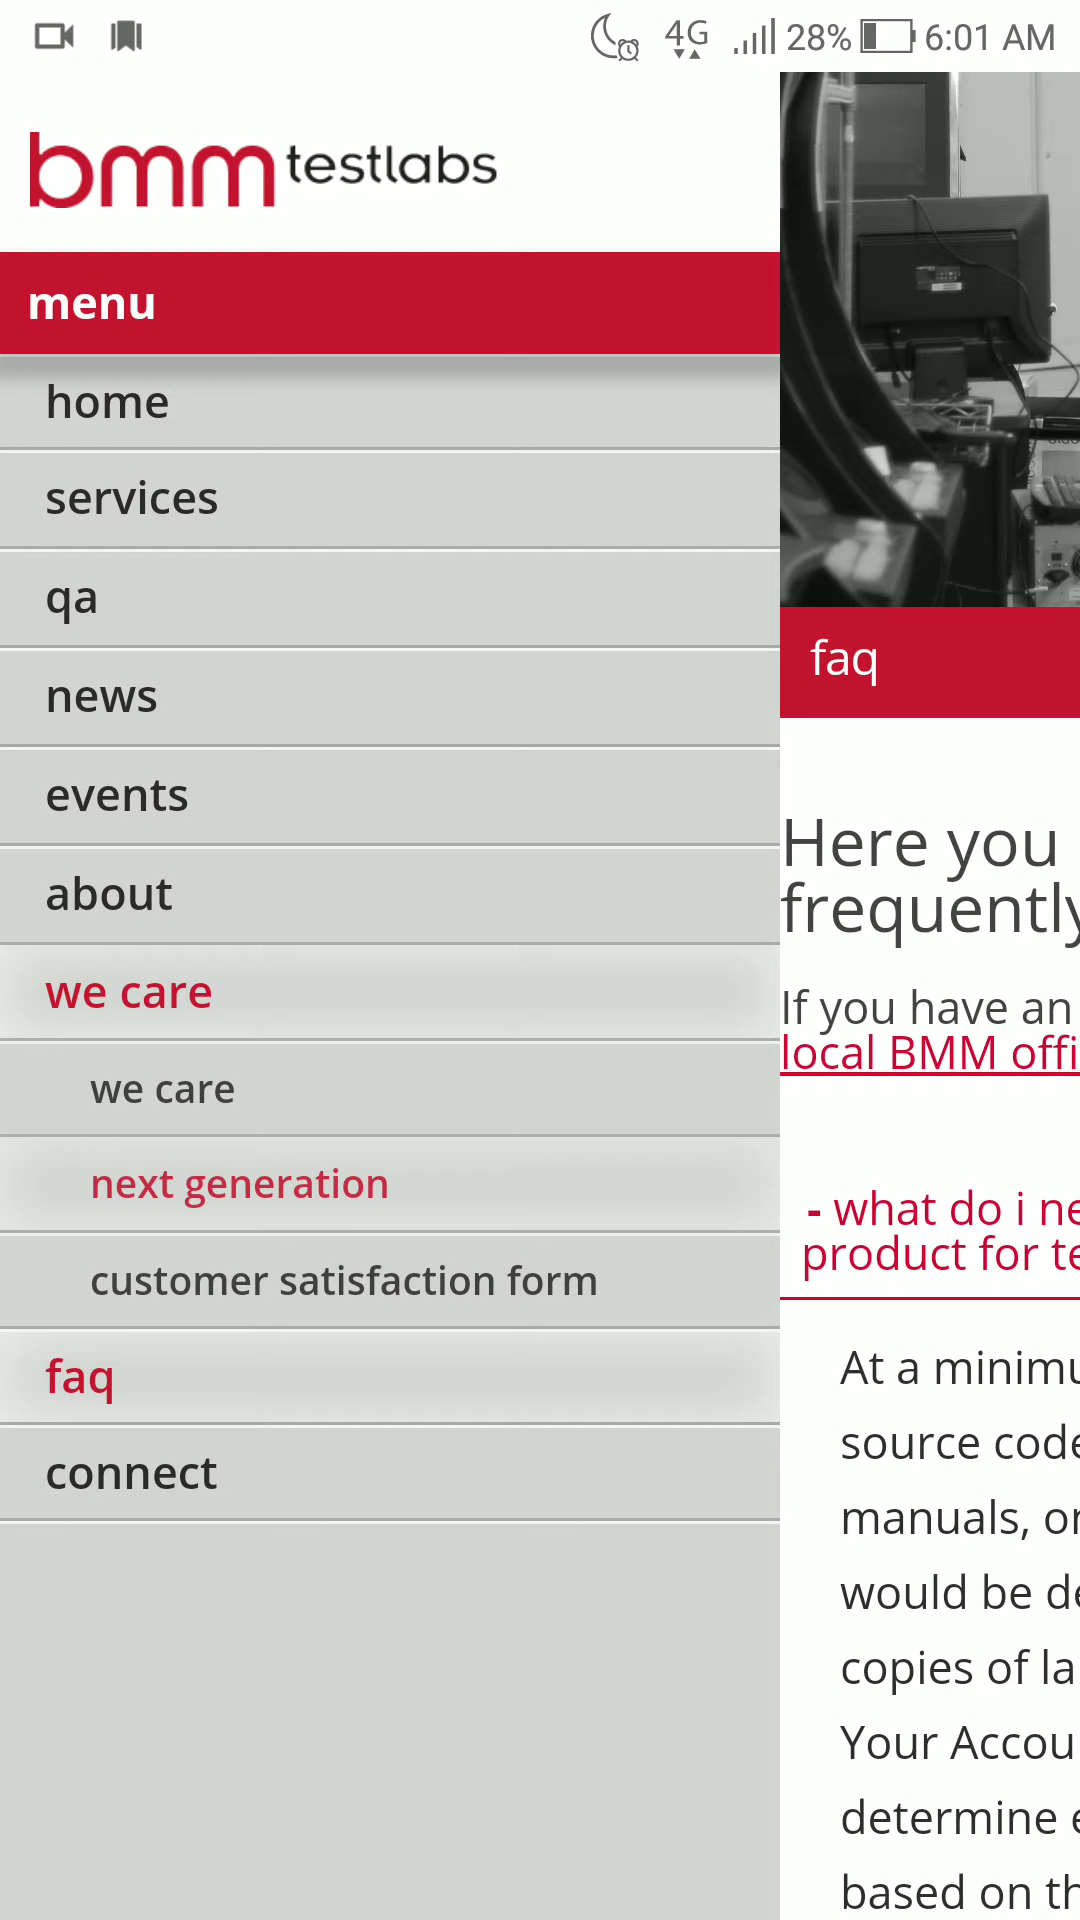 4G 28% 6:01 AM
bmm testlabs
menu
home
services
qa
news
events
about
we care
we care
next generation
customer satisfaction form
faq
connect
faq
Here you
frequently
If you have an
local BMM offi
- what do i ne
product for te
At a minimu
source code
manuals, or
would be de
copies of la
Your Accou
determine e
based on th